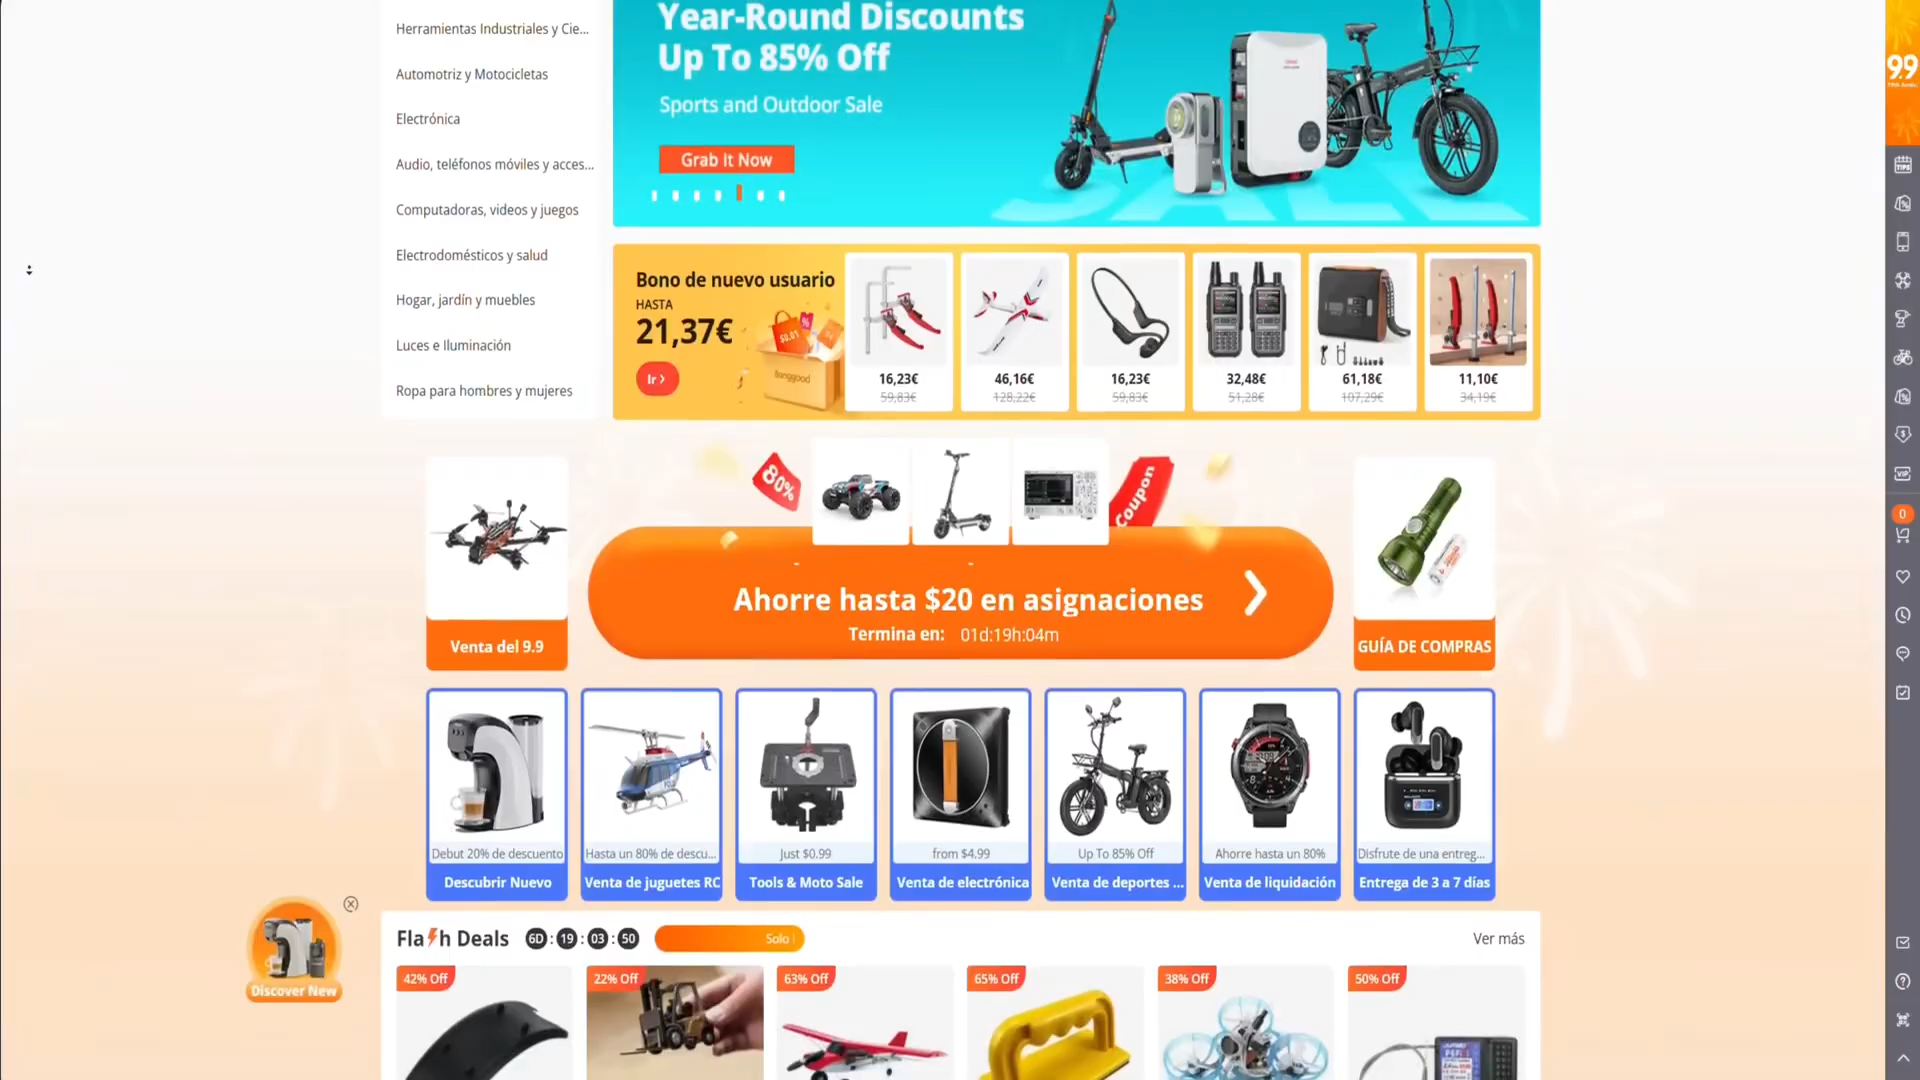 Herramientas Industriales y Cie...
Automotriz y Motocicletas
Electrónica
Audio, teléfonos móviles y acces...
Computadoras, videos y juegos
Electrodomésticos y salud
Hogar, jardín y muebles
Luces e Iluminación
Ropa para hombres y mujeres
Year-Round Discounts
Up To 85% Off
Sports and Outdoor Sale
Grab It Now
SALE
9.9
TIPS
VIP
0
Bono de nuevo usuario
HASTA
21,37€
Ir >
$0.01
%
Banggood
16,23€
59,83€
46,16€
128,22€
16,23€
59,83€
32,48€
51,28€
61,18€
107,29€
11,10€
34,19€
80%
Coupon
Ahorre hasta $20 en asignaciones
Termina en: 01d:19h:04m
Venta del 9.9
GUÍA DE COMPRAS
Debut 20% de descuento
Descubrir Nuevo
Hasta un 80% de descu...
Venta de juguetes RC
Just $0.99
Tools & Moto Sale
from $4.99
Venta de electrónica
Up To 85% Off
Venta de deportes ...
Ahorre hasta un 80%
Venta de liquidación
Disfrute de una entreg...
Entrega de 3 a 7 días
Discover New
Flash Deals 6D : 19 : 03 : 50
Solo
Ver más
42% Off
22% Off
63% Off
65% Off
38% Off
50% Off